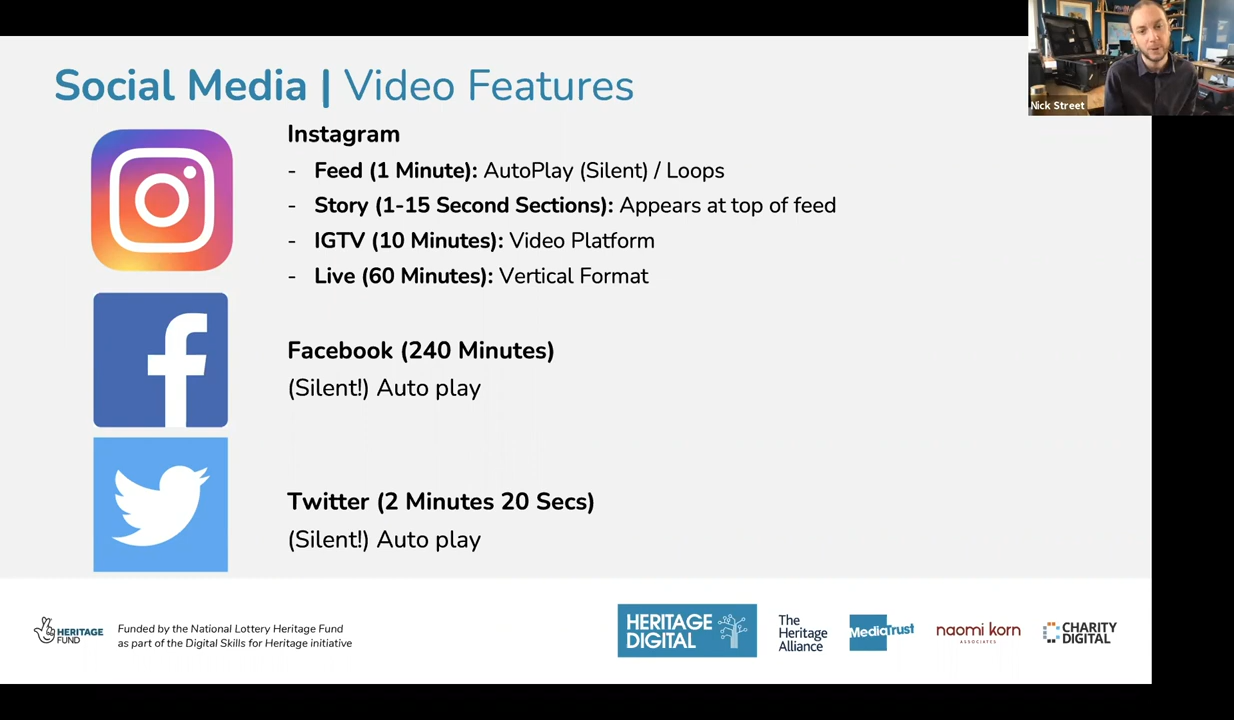 Social Media | Video Features
Nick Street
Instagram
- Feed (1 Minute): AutoPlay (Silent) / Loops
- Story (1-15 Second Sections): Appears at top of feed
- IGTV (10 Minutes): Video Platform
- Live (60 Minutes): Vertical Format
Facebook (240 Minutes)
(Silent!) Auto play
Twitter (2 Minutes 20 Secs)
(Silent!) Auto play
HERITAGE
FUND
Funded by the National Lottery Heritage Fund
as part of the Digital Skills for Heritage initiative
HERITAGE
DIGITAL
The
Heritage
Alliance
MediaTrust
naomi korn
ASSOCIATES
CHARITY
DIGITAL